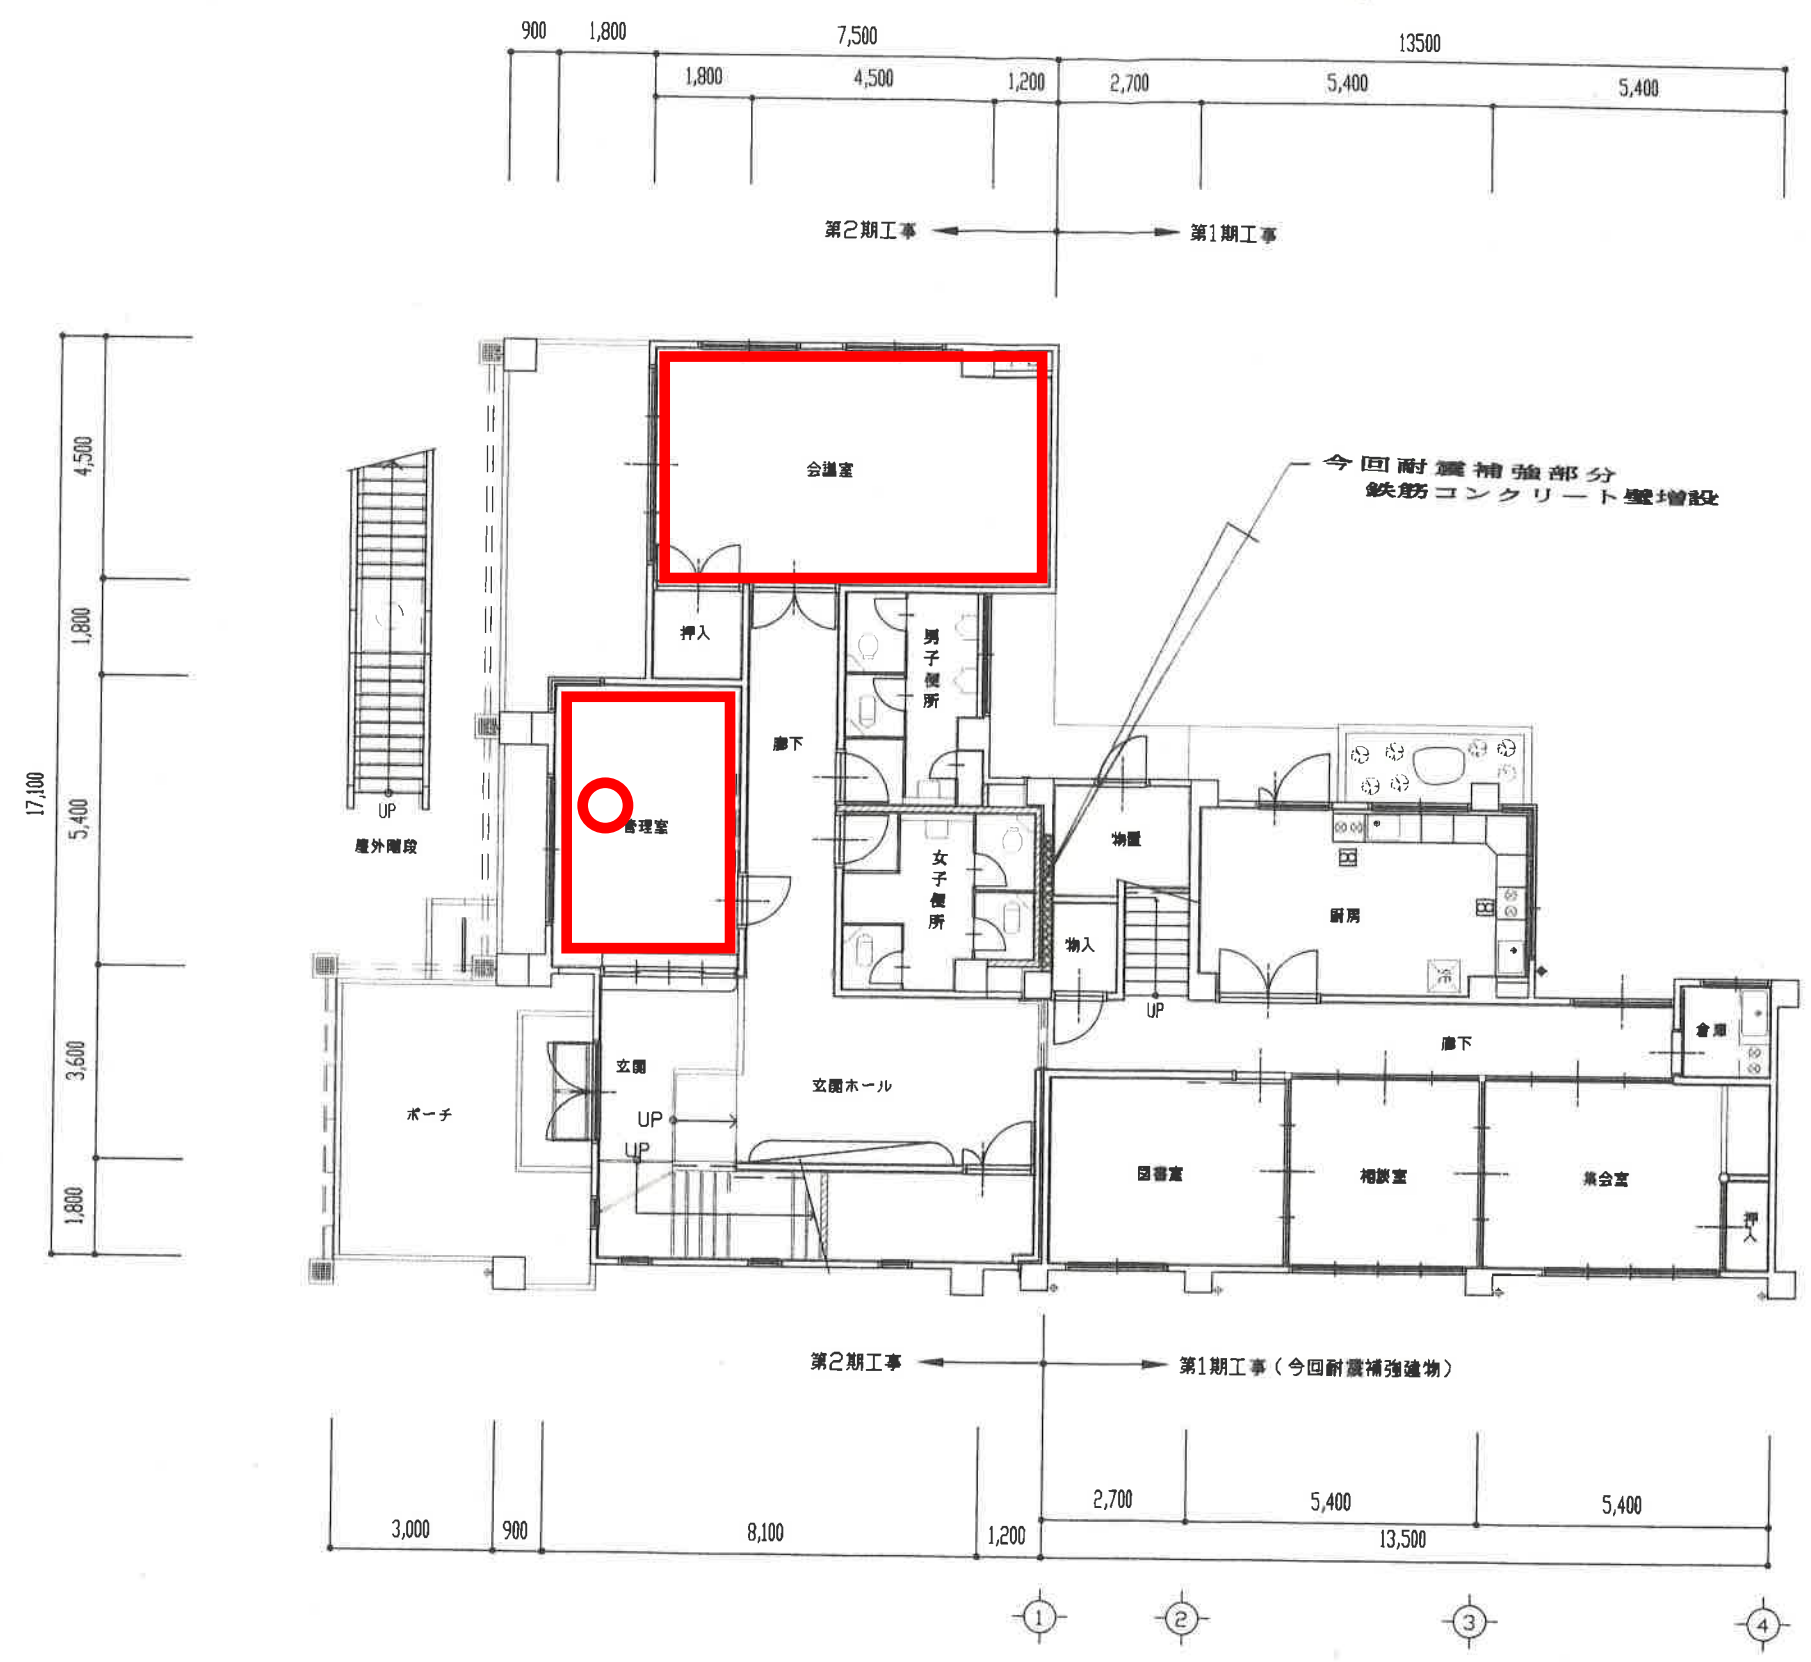 900
1,800
7,500
13500
1,800
4,500
1,200
2,700
5,400
5,400
第2期工事
第1期工事
4,500
1,800
5,400
3,600
1,800
17,100
今回耐震補強部分
鉄筋コンクリート壁増設
会議室
押入
男子便所
廊下
管理室
UP
屋外階段
女子便所
物置
物入
厨房
UP
倉庫
廊下
玄関
玄関ホール
ポーチ
UP
UP
図書室
相談室
集会室
押入
第2期工事
第1期工事(今回耐震補強建物)
3,000
900
8,100
1,200
2,700
5,400
5,400
13,500
1
2
3
4